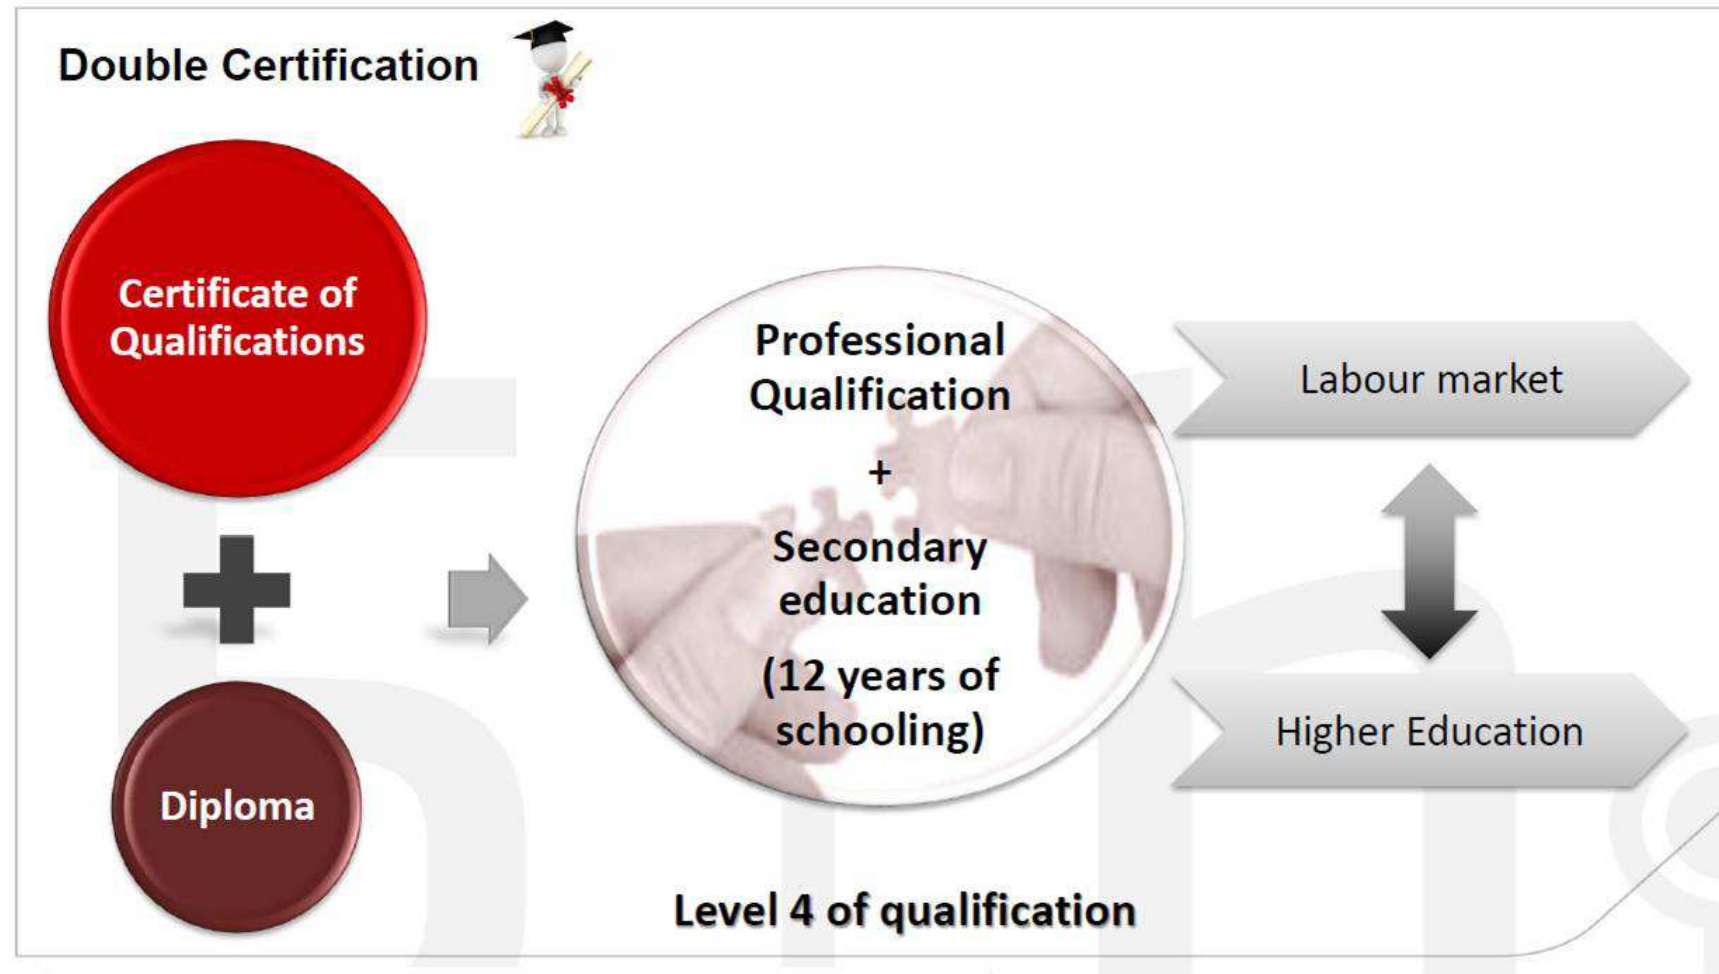 Double Certification
Certificate of
Qualifications
Diploma
Professional
Qualification
+
Secondary
education
(12 years of
schooling)
Labour market
Higher Education
Level 4 of qualification